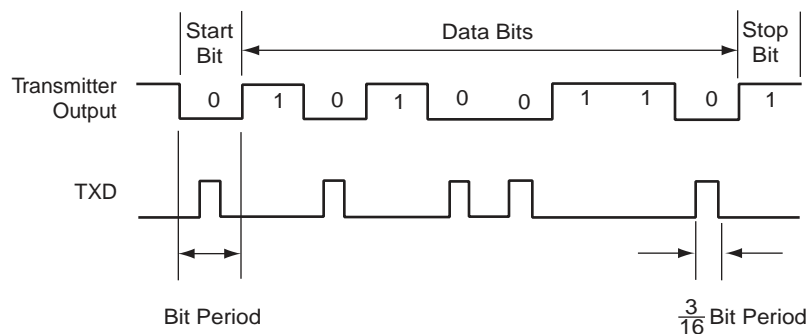 Start Bit
Data Bits
Stop Bit
Transmitter Output
0 1 0 1 0 0 1 1 0 1
TXD
Bit Period
3/16 Bit Period